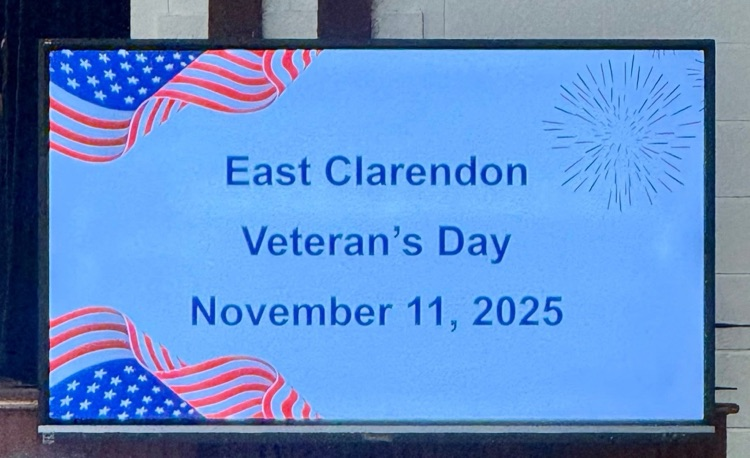 East Clarendon
Veteran’s Day
November 11, 2025